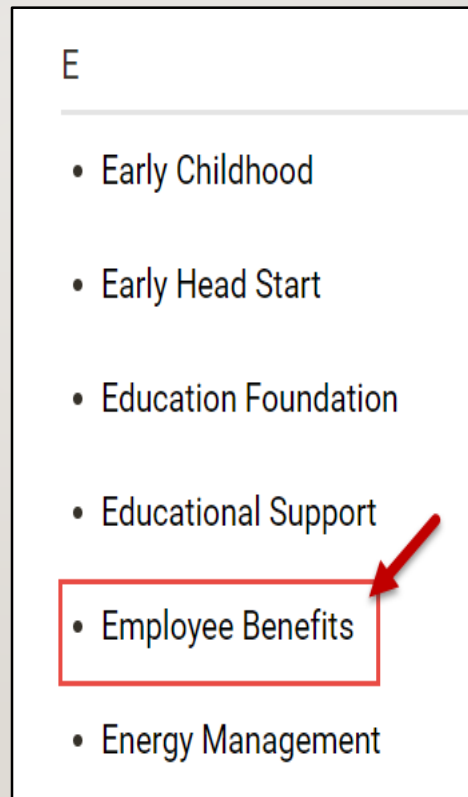 E
• Early Childhood
• Early Head Start
• Education Foundation
• Educational Support
• Employee Benefits
• Energy Management